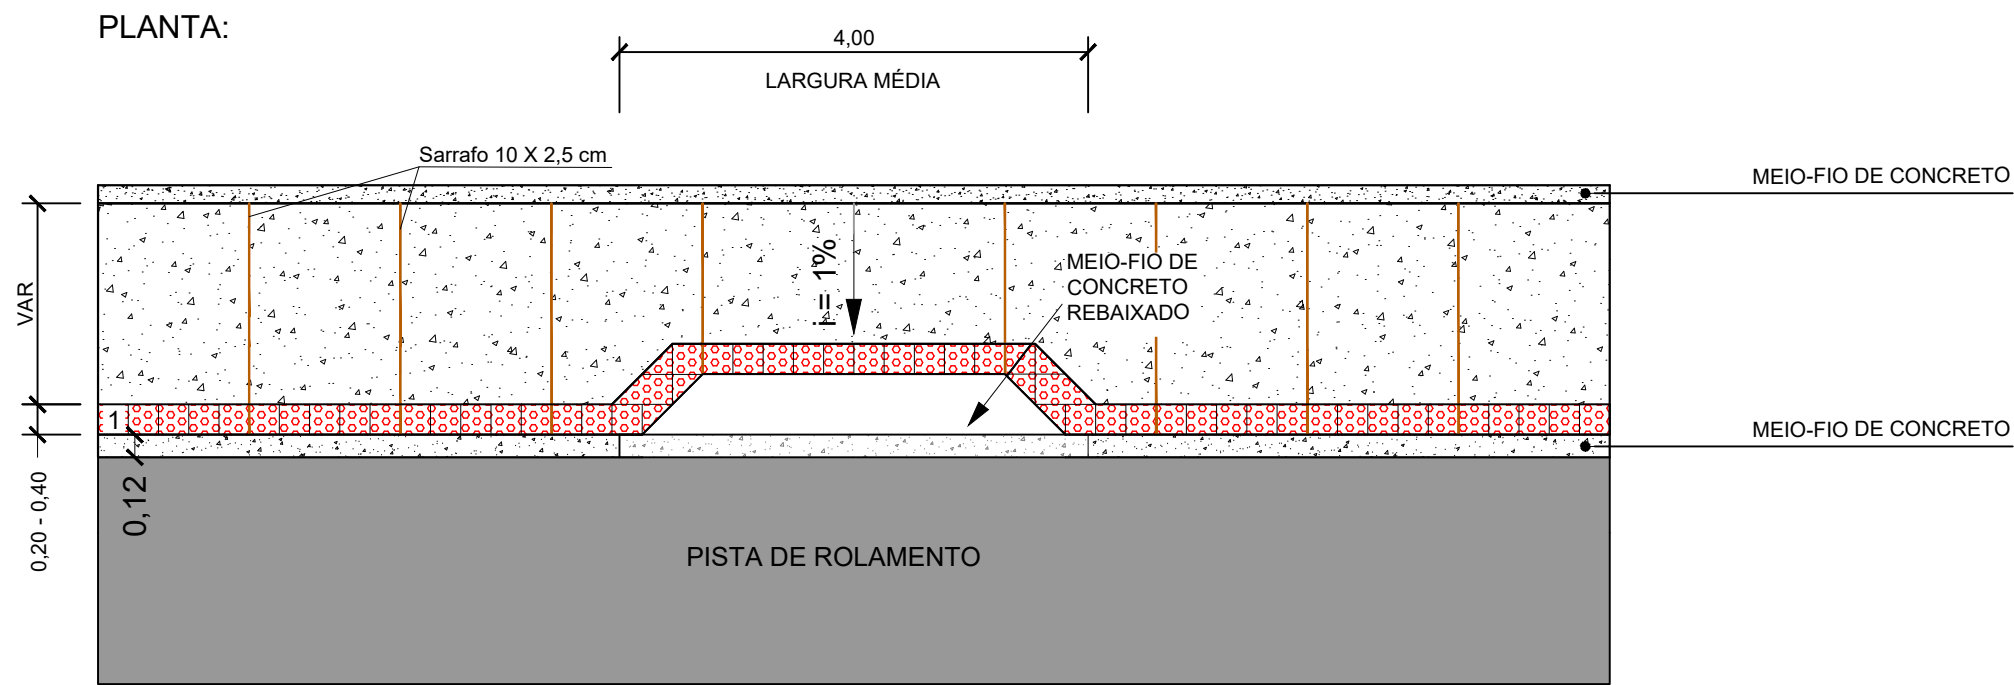 PLANTA:
4,00
LARGURA MÉDIA
Sarrafo 10 X 2,5 cm
MEIO-FIO DE CONCRETO
VAR
i = 1%
MEIO-FIO DE
CONCRETO
REBAIXADO
1
MEIO-FIO DE CONCRETO
0,20 - 0,40
0,12
PISTA DE ROLAMENTO